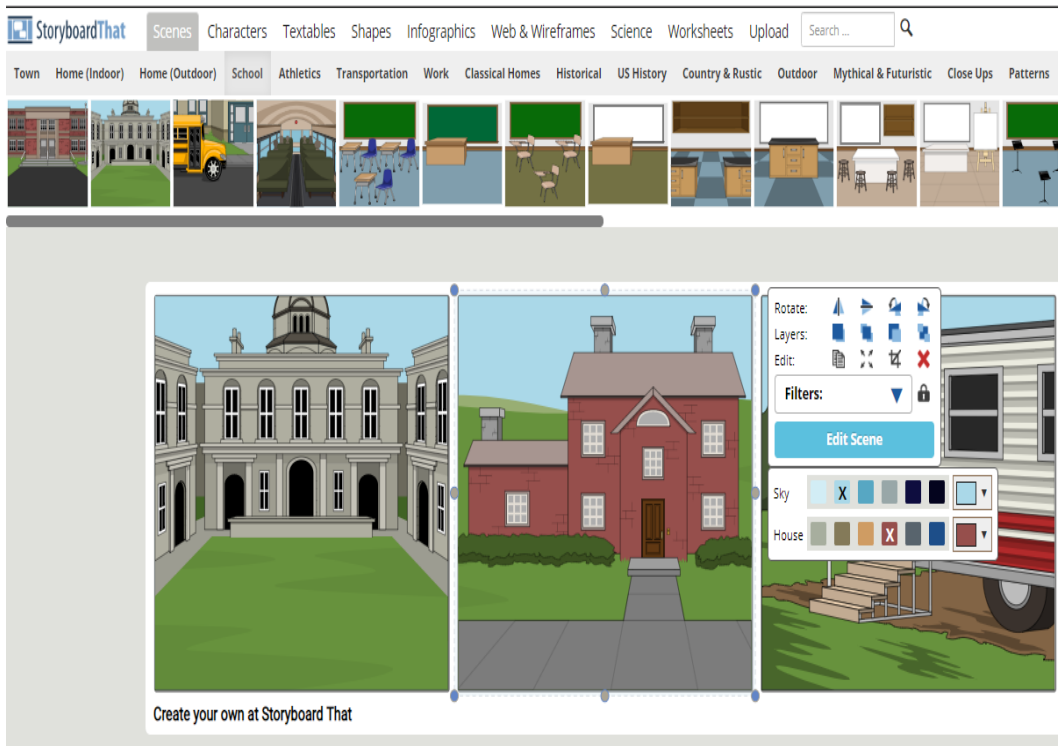 StoryboardThat Scenes Characters Textables Shapes Infographics Web & Wireframes Science Worksheets Upload Search ...
Town Home (Indoor) Home (Outdoor) School Athletics Transportation Work Classical Homes Historical US History Country & Rustic Outdoor Mythical & Futuristic Close Ups Patterns
Rotate:
Layers:
Edit:
Filters:
Edit Scene
Sky X
House X
Create your own at Storyboard That